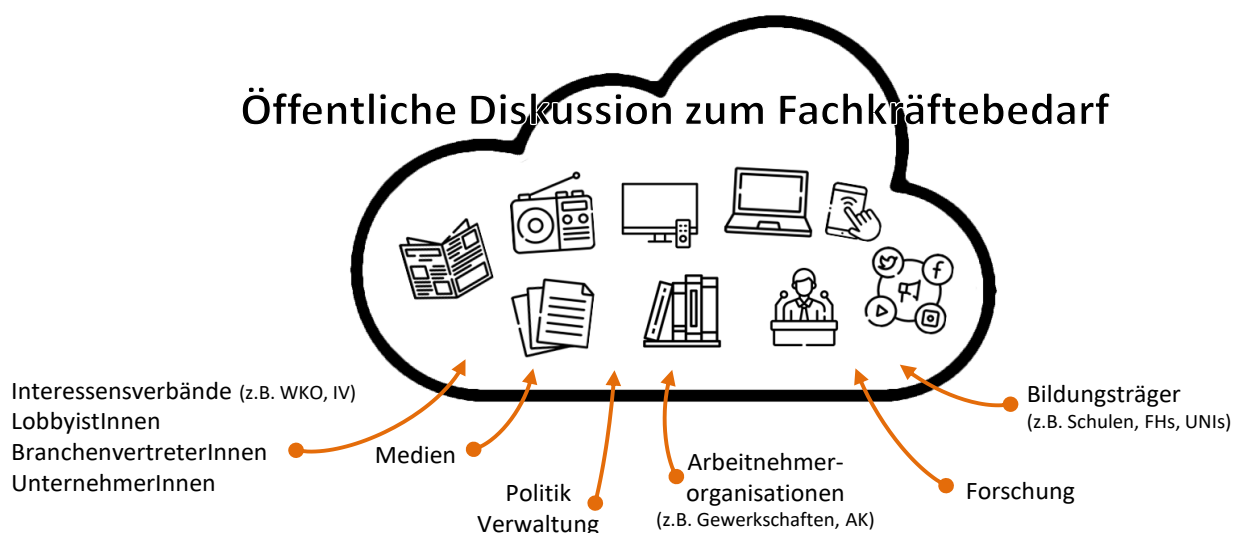 Öffentliche Diskussion zum Fachkräftebedarf
Interessensverbände (z.B. WKO, IV)
LobbyistInnen
BranchenvertreterInnen
UnternehmerInnen
Medien
Politik
Verwaltung
Arbeitnehmer-
organisationen
(z.B. Gewerkschaften, AK)
Forschung
Bildungsträger
(z.B. Schulen, FHs, UNIs)